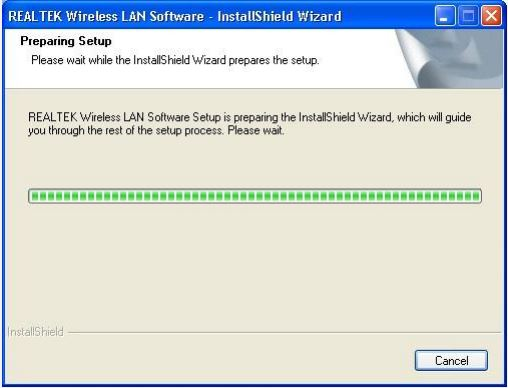 REALTEK Wireless LAN Software - InstallShield Wizard
Preparing Setup
Please wait while the InstallShield Wizard prepares the setup.
REALTEK Wireless LAN Software Setup is preparing the InstallShield Wizard, which will guide
you through the rest of the setup process. Please wait.
InstallShield
Cancel